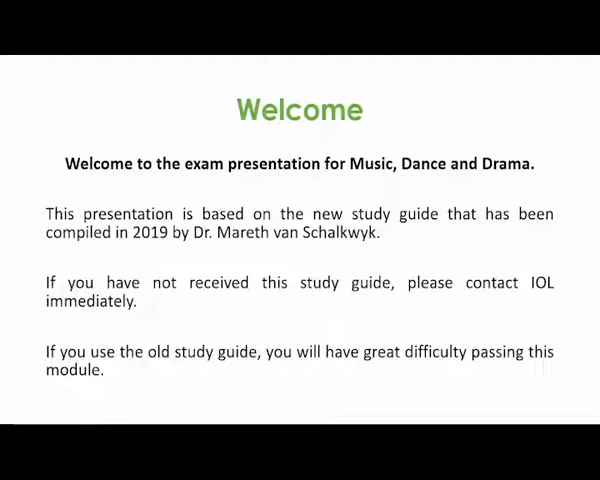 Welcome
Welcome to the exam presentation for Music, Dance and Drama.
This presentation is based on the new study guide that has been
compiled in 2019 by Dr. Mareth van Schalkwyk.
If you have not received this study guide, please contact IOL
immediately.
If you use the old study guide, you will have great difficulty passing this
module.